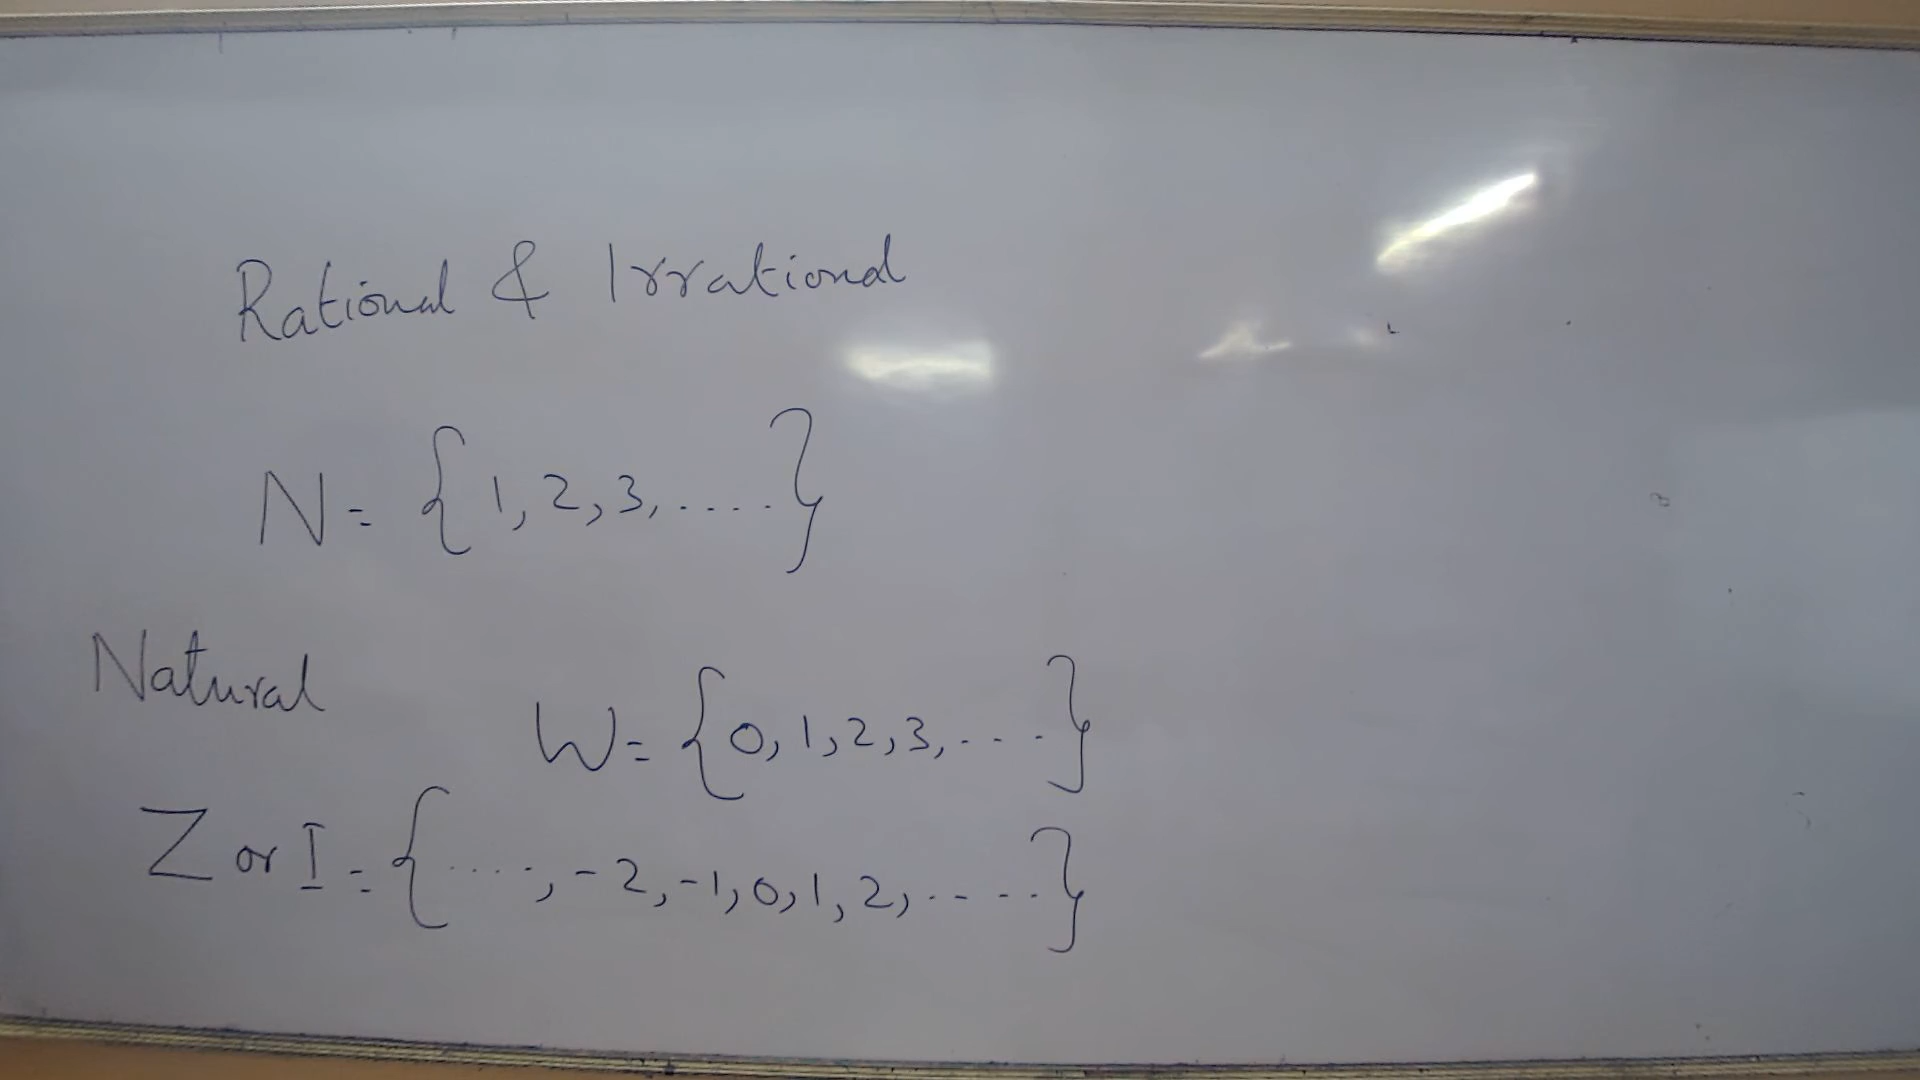 Rational & Irrational
N = {1, 2, 3, ....}
Natural
W = {0, 1, 2, 3, ....}
Z or I = {...., -2, -1, 0, 1, 2, .....}